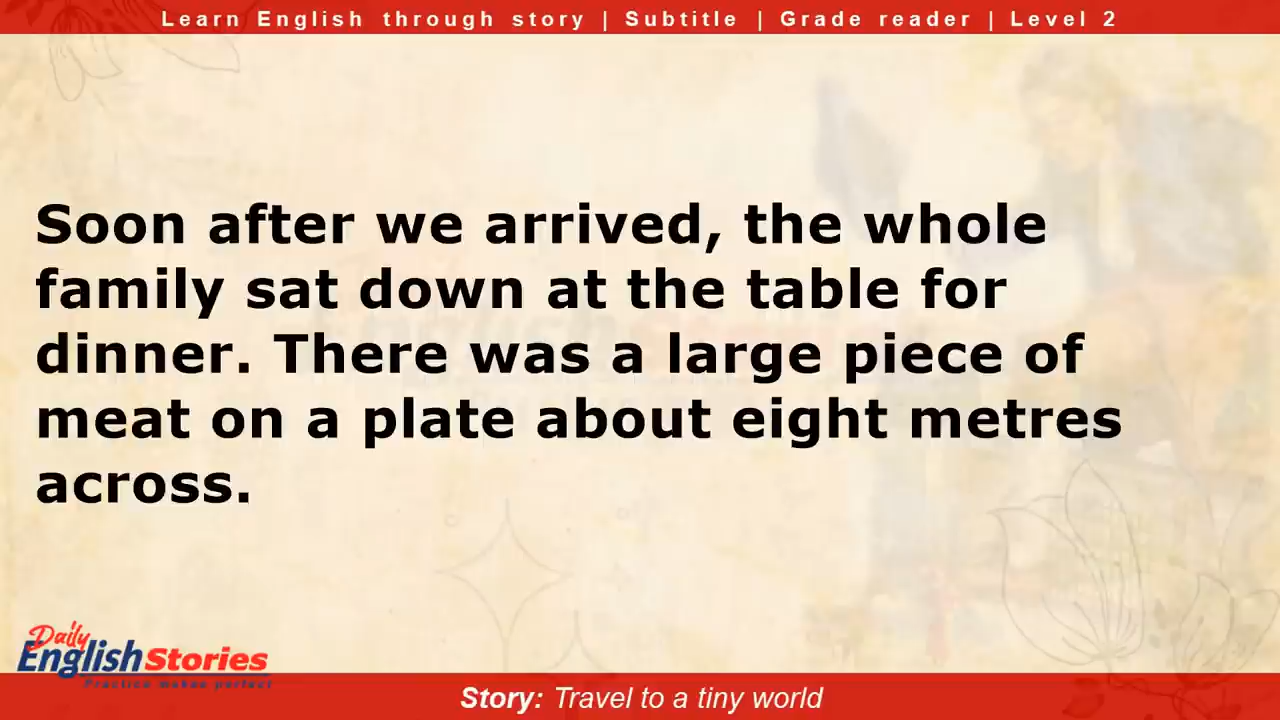 Learn English through story | Subtitle | Grade reader | Level 2
Soon after we arrived, the whole
family sat down at the table for
dinner. There was a large piece of
meat on a plate about eight metres
across.
Daily
English Stories
Practice makes perfect
Story: Travel to a tiny world